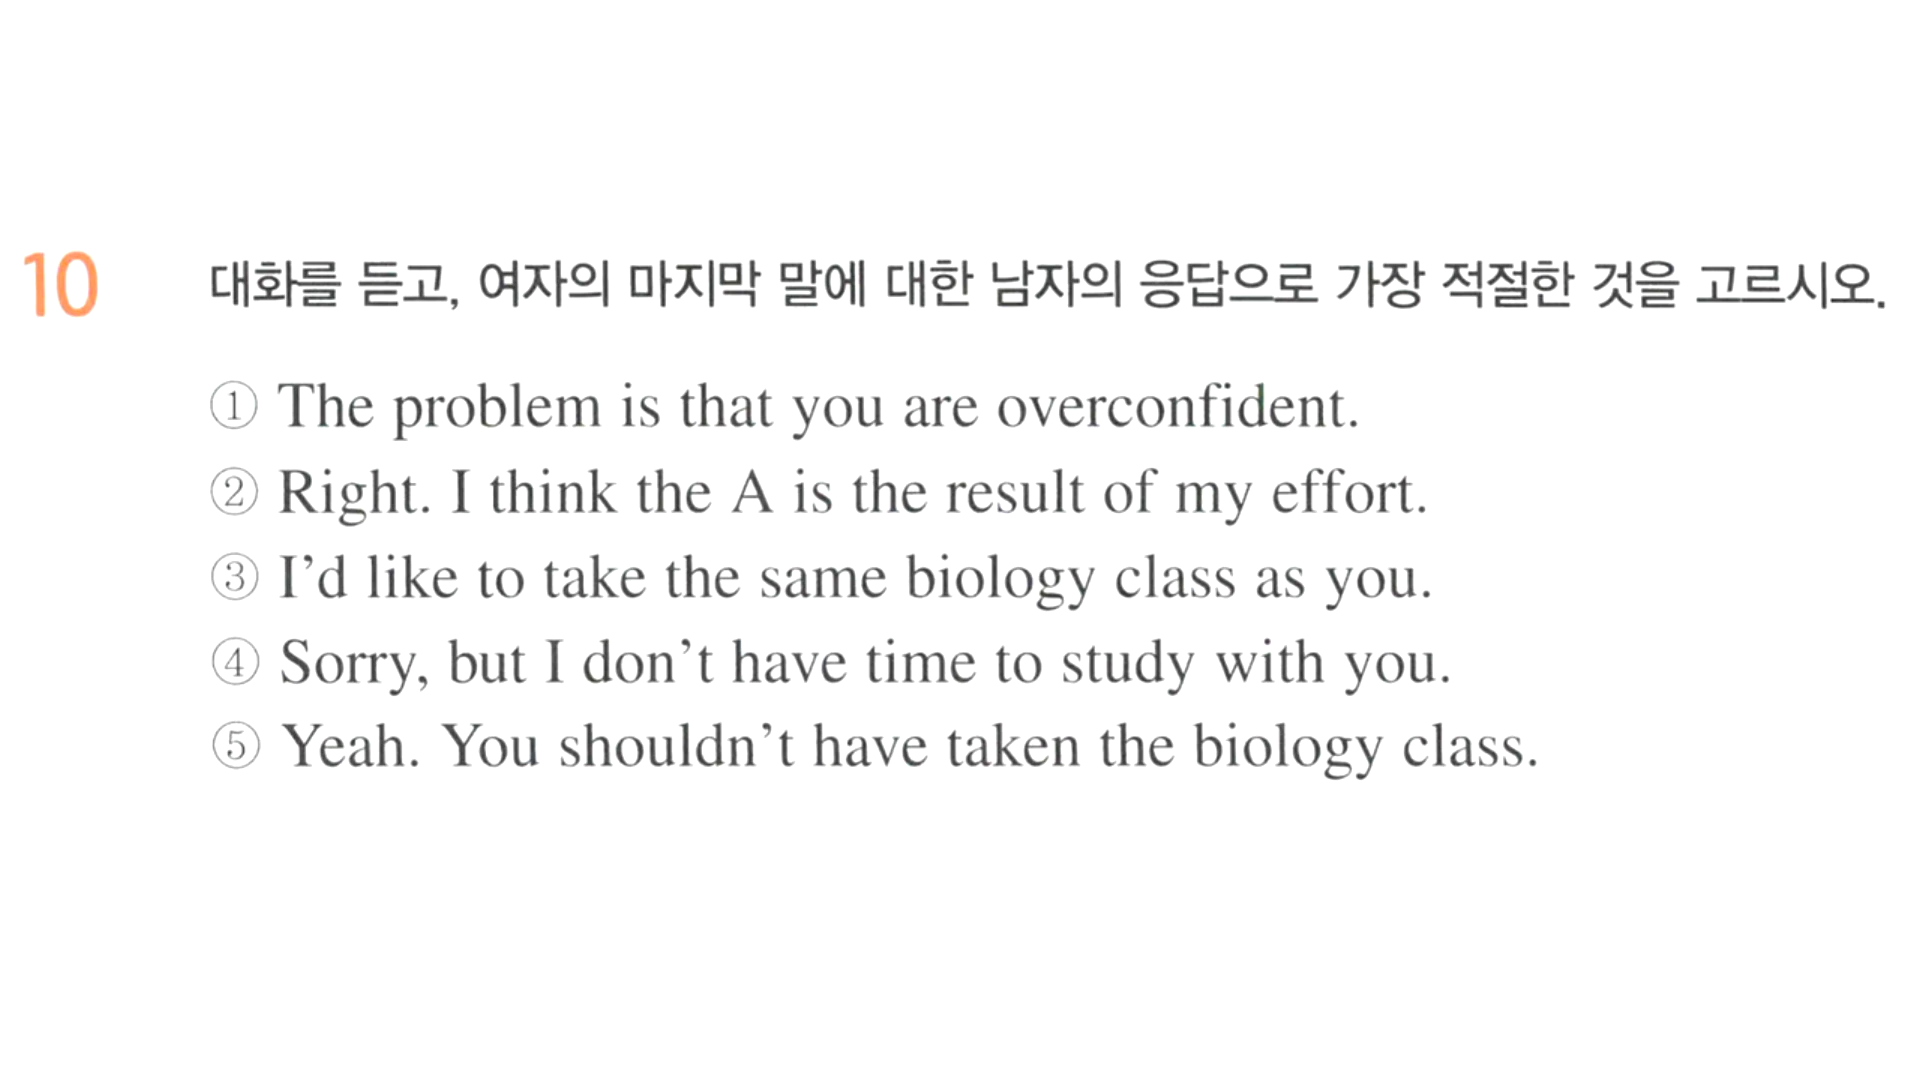 10 대화를 듣고, 여자의 마지막 말에 대한 남자의 응답으로 가장 적절한 것을 고르시오.
① The problem is that you are overconfident.
② Right. I think the A is the result of my effort.
③ I'd like to take the same biology class as you.
④ Sorry, but I don't have time to study with you.
⑤ Yeah. You shouldn't have taken the biology class.